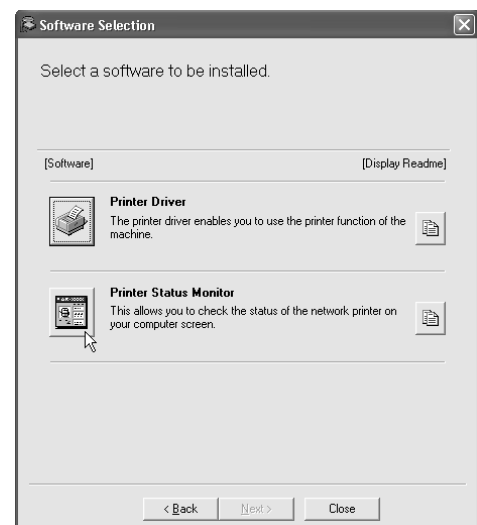 Software Selection
Select a software to be installed.
[Software] [Display Readme]
Printer Driver
The printer driver enables you to use the printer function of the
machine.
Printer Status Monitor
This allows you to check the status of the network printer on
your computer screen.
< Back Next > Close